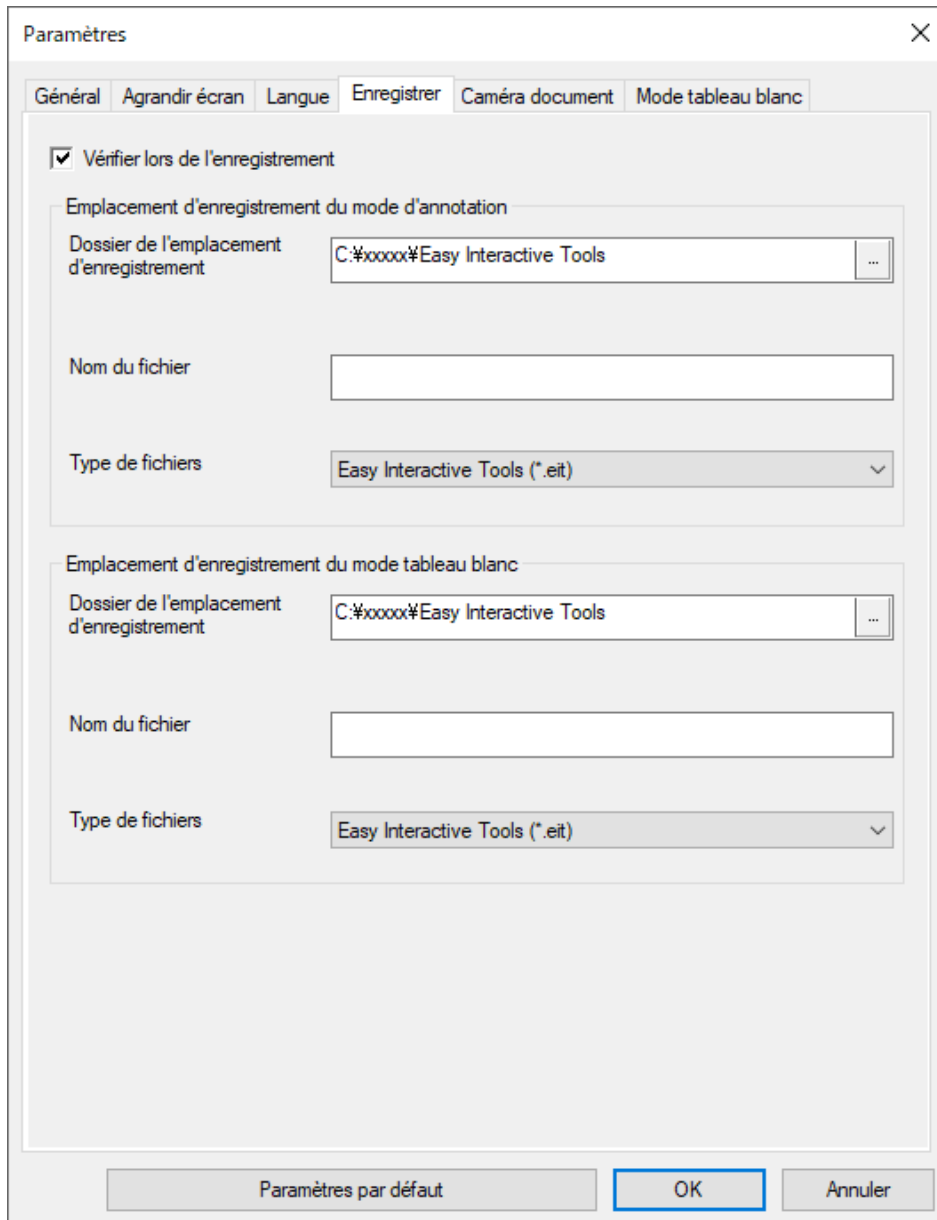 Paramètres
Général Agrandir écran Langue Enregistrer Caméra document Mode tableau blanc
Vérifier lors de l'enregistrement
Emplacement d'enregistrement du mode d'annotation
Dossier de l'emplacement
d'enregistrement
C:¥xxxxx¥Easy Interactive Tools
...
Nom du fichier
Type de fichiers
Easy Interactive Tools (*.eit)
Emplacement d'enregistrement du mode tableau blanc
Dossier de l'emplacement
d'enregistrement
C:¥xxxxx¥Easy Interactive Tools
...
Nom du fichier
Type de fichiers
Easy Interactive Tools (*.eit)
Paramètres par défaut OK Annuler